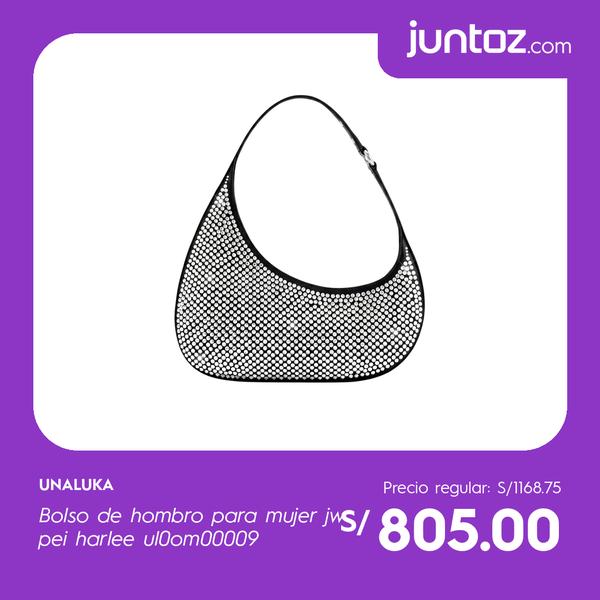 juntoz.com
UNALUKA
Bolso de hombro para mujer jw
pei harlee ul0om00009
Precio regular: S/1168.75
S/ 805.00